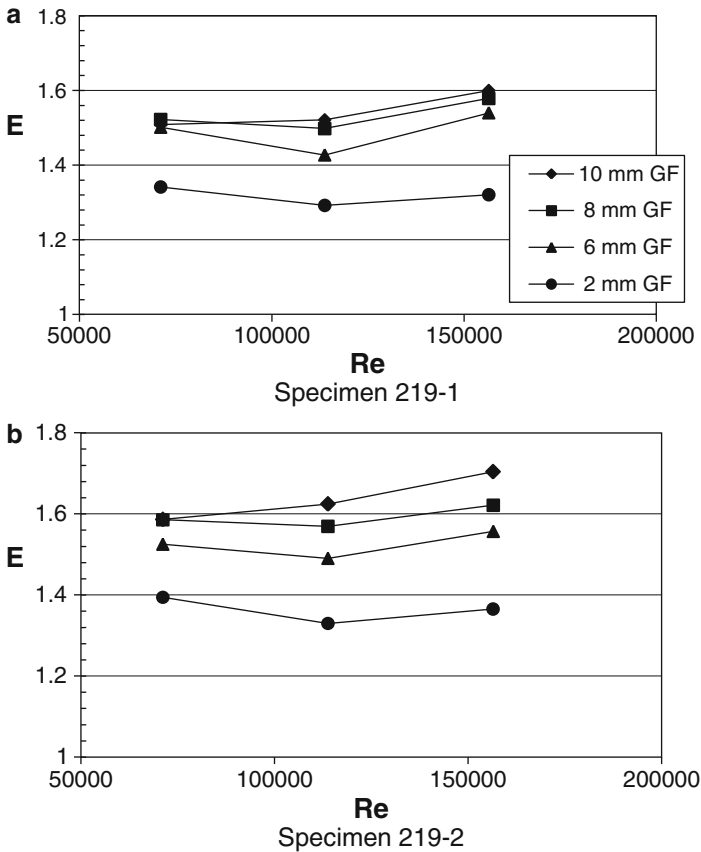 a
1.8
1.6
E
1.4
1.2
1
50000 100000 150000 200000
10 mm GF
8 mm GF
6 mm GF
2 mm GF
Re
Specimen 219-1
b
1.8
1.6
E
1.4
1.2
1
50000 100000 150000 200000
Re
Specimen 219-2